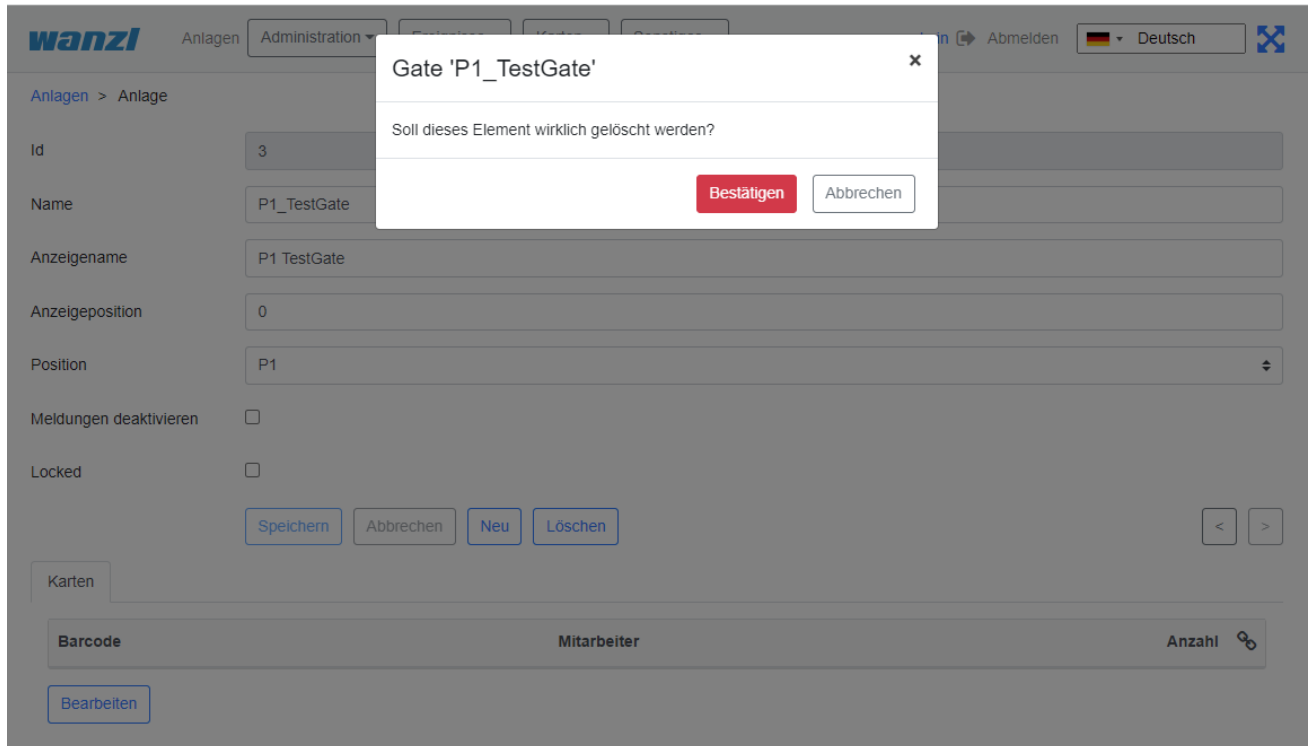 wanzl Anlagen Administration Deutsch Abmelden
Gate 'P1_TestGate' ×
Soll dieses Element wirklich gelöscht werden?
Bestätigen Abbrechen
Anlagen > Anlage
Id 3
Name P1_TestGate
Anzeigename P1 TestGate
Anzeigeposition 0
Position P1
Meldungen deaktivieren
Locked
Speichern Abbrechen Neu Löschen < >
Karten
Barcode Mitarbeiter Anzahl
Bearbeiten